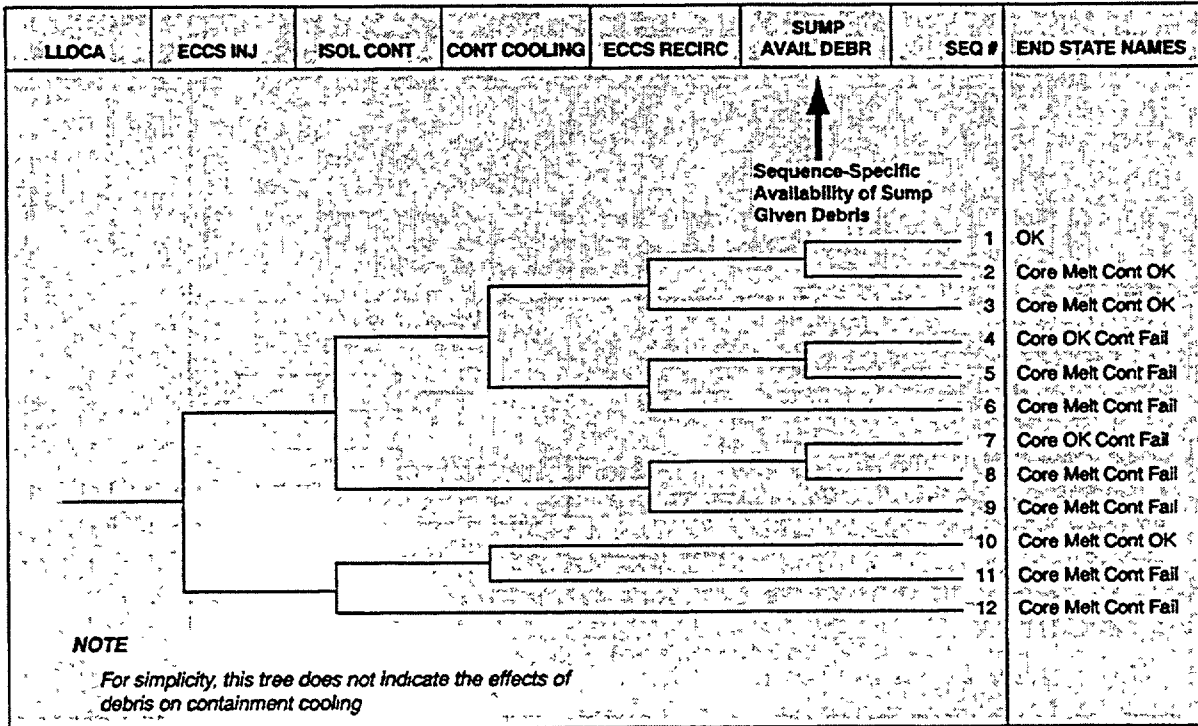 LLOCA ECCS INJ ISOL CONT CONT COOLING ECCS RECIRC SUMP AVAIL DEBR SEQ # END STATE NAMES
Sequence-Specific
Availability of Sump
Given Debris
1 OK
2 Core Melt Cont OK
3 Core Melt Cont OK
4 Core OK Cont Fail
5 Core Melt Cont Fail
6 Core Melt Cont Fail
7 Core OK Cont Fail
8 Core Melt Cont Fail
9 Core Melt Cont Fail
10 Core Melt Cont OK
11 Core Melt Cont Fail
12 Core Melt Cont Fail
NOTE
For simplicity, this tree does not indicate the effects of
debris on containment cooling